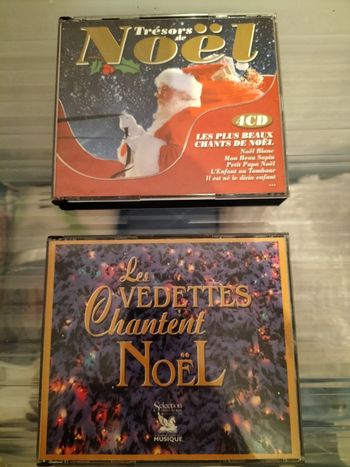 Trésors de
Noël
4CD
LES PLUS BEAUX
CHANTS DE NOËL
Noël Blanc
Mon Beau Sapin
Petit Papa Noël
L'Enfant au Tambour
Il est né le divin enfant
...
Les
VEDETTES
Chantent
NOËL
Sélection
MUSIQUE